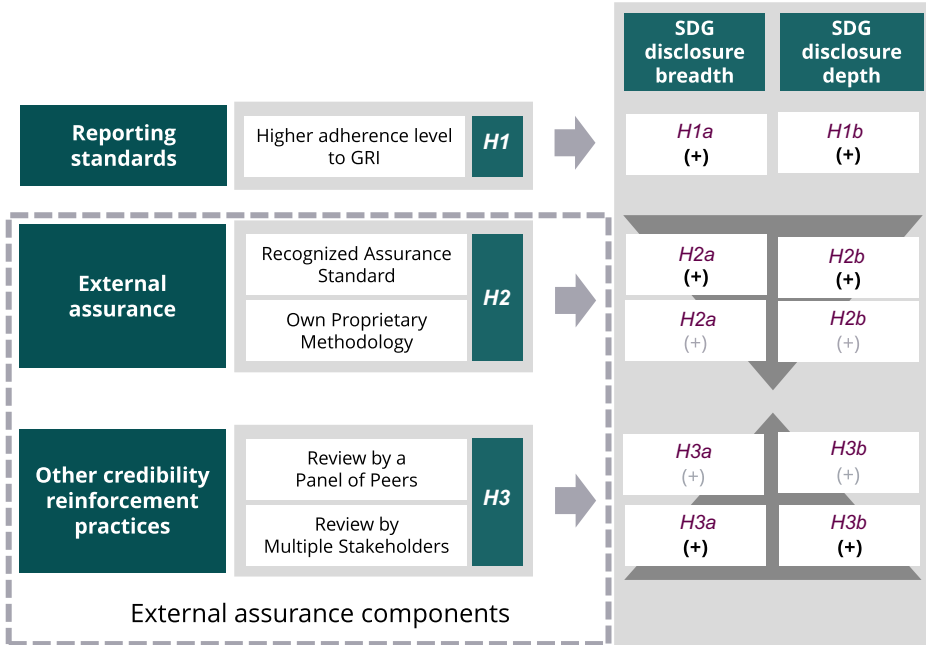 SDG
disclosure
breadth
SDG
disclosure
depth
Reporting
standards
Higher adherence level
to GRI
H1
H1a
(+)
H1b
(+)
External
assurance
Recognized Assurance
Standard
Own Proprietary
Methodology
H2
H2a
(+)
H2b
(+)
H2a
(+)
H2b
(+)
Other credibility
reinforcement
practices
Review by a
Panel of Peers
Review by
Multiple Stakeholders
H3
H3a
(+)
H3b
(+)
H3a
(+)
H3b
(+)
External assurance components